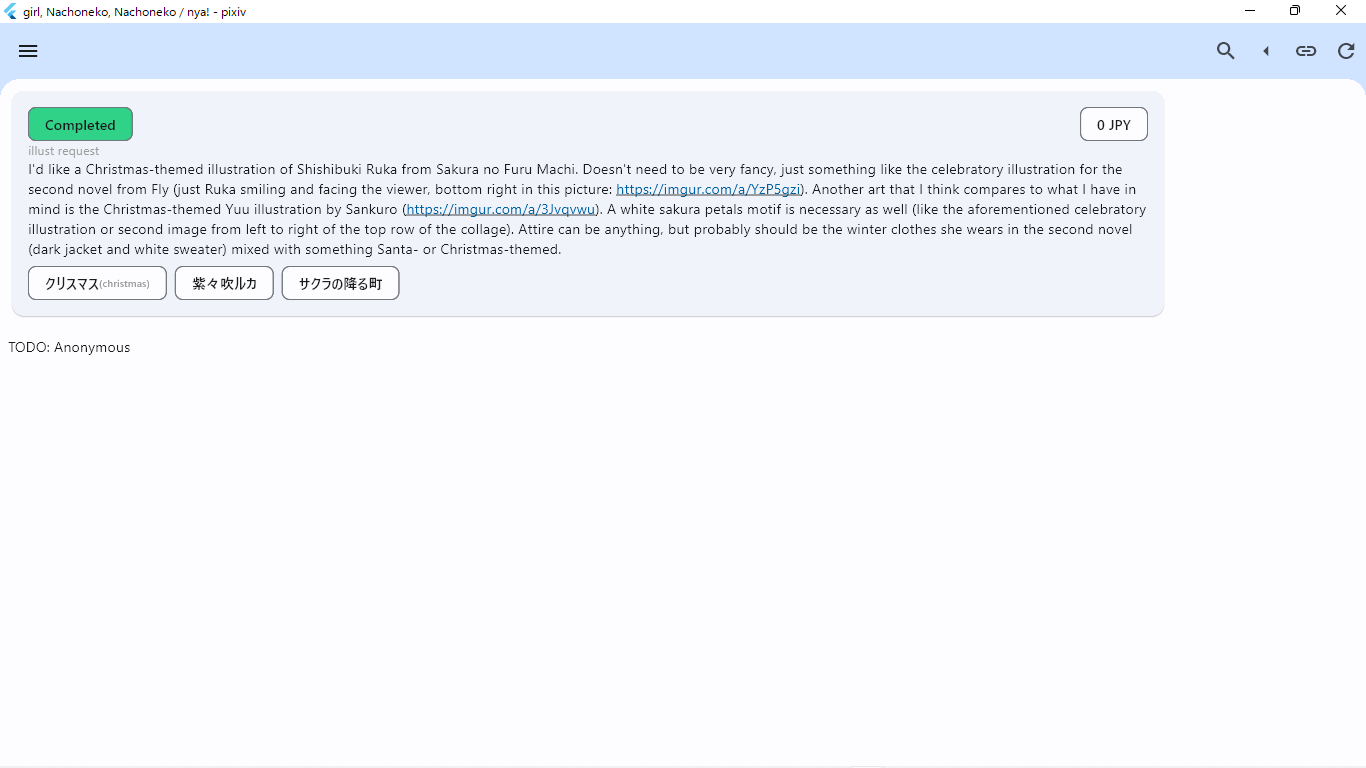 girl, Nachoneko, Nachoneko / nya! - pixiv
Completed
0 JPY
illust request
I'd like a Christmas-themed illustration of Shishibuki Ruka from Sakura no Furu Machi. Doesn't need to be very fancy, just something like the celebratory illustration for the
second novel from Fly (just Ruka smiling and facing the viewer, bottom right in this picture: https://imgur.com/a/YzP5gzi). Another art that I think compares to what I have in
mind is the Christmas-themed Yuu illustration by Sankuro (https://imgur.com/a/3Jvqvwu). A white sakura petals motif is necessary as well (like the aforementioned celebratory
illustration or second image from left to right of the top row of the collage). Attire can be anything, but probably should be the winter clothes she wears in the second novel
(dark jacket and white sweater) mixed with something Santa- or Christmas-themed.
クリスマス(christmas) 紫々吹ルカ サクラの降る町
TODO: Anonymous